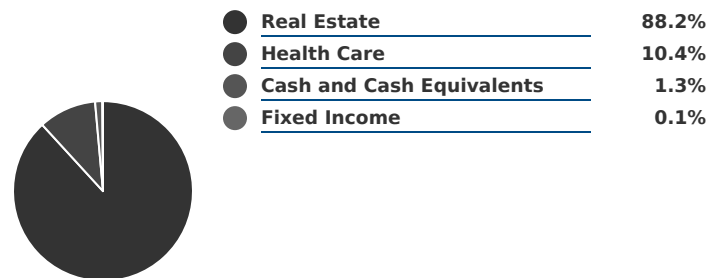 Real Estate 88.2%
Health Care 10.4%
Cash and Cash Equivalents 1.3%
Fixed Income 0.1%